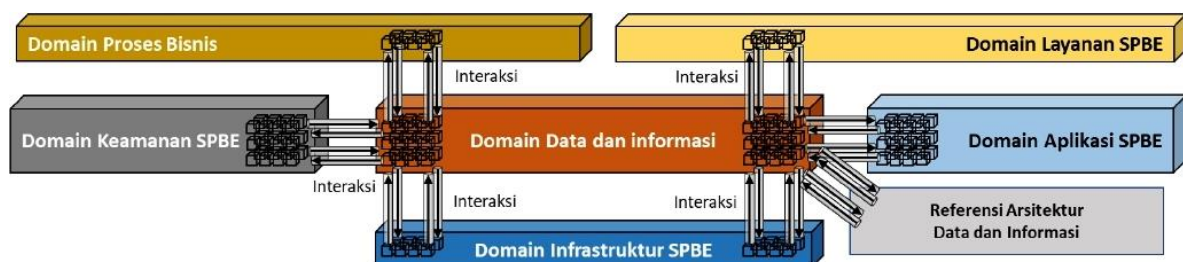 Domain Proses Bisnis
Domain Layanan SPBE
Interaksi
Interaksi
Domain Keamanan SPBE
Domain Data dan informasi
Domain Aplikasi SPBE
Interaksi
Interaksi
Interaksi
Referensi Arsitektur
Data dan Informasi
Domain Infrastruktur SPBE